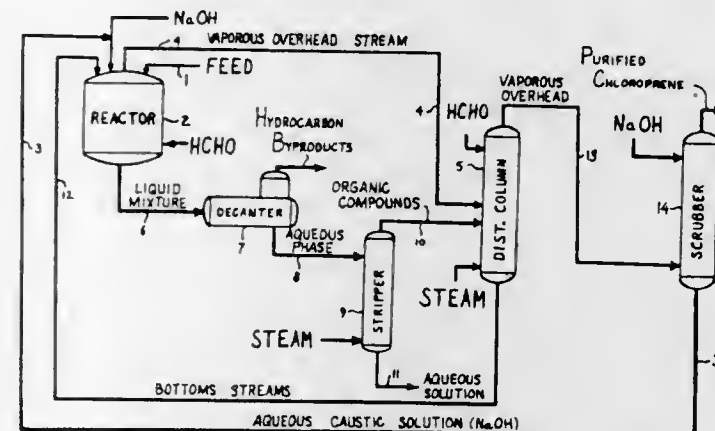 NaOH
4
VAPOROUS OVERHEAD STREAM
1
FEED
PURIFIED
CHLOROPRENE
VAPOROUS
OVERHEAD
REACTOR
2
HCHO
3
12
HYDROCARBON
BYPRODUCTS
4
HCHO
5
DIST. COLUMN
13
NaOH
14
SCRUBBER
LIQUID
MIXTURE
6
DECANTER
7
ORGANIC
COMPOUNDS
10
AQUEOUS
PHASE
8
9
STRIPPER
STEAM
STEAM
11
AQUEOUS
SOLUTION
BOTTOMS STREAMS
AQUEOUS CAUSTIC SOLUTION (NaOH)